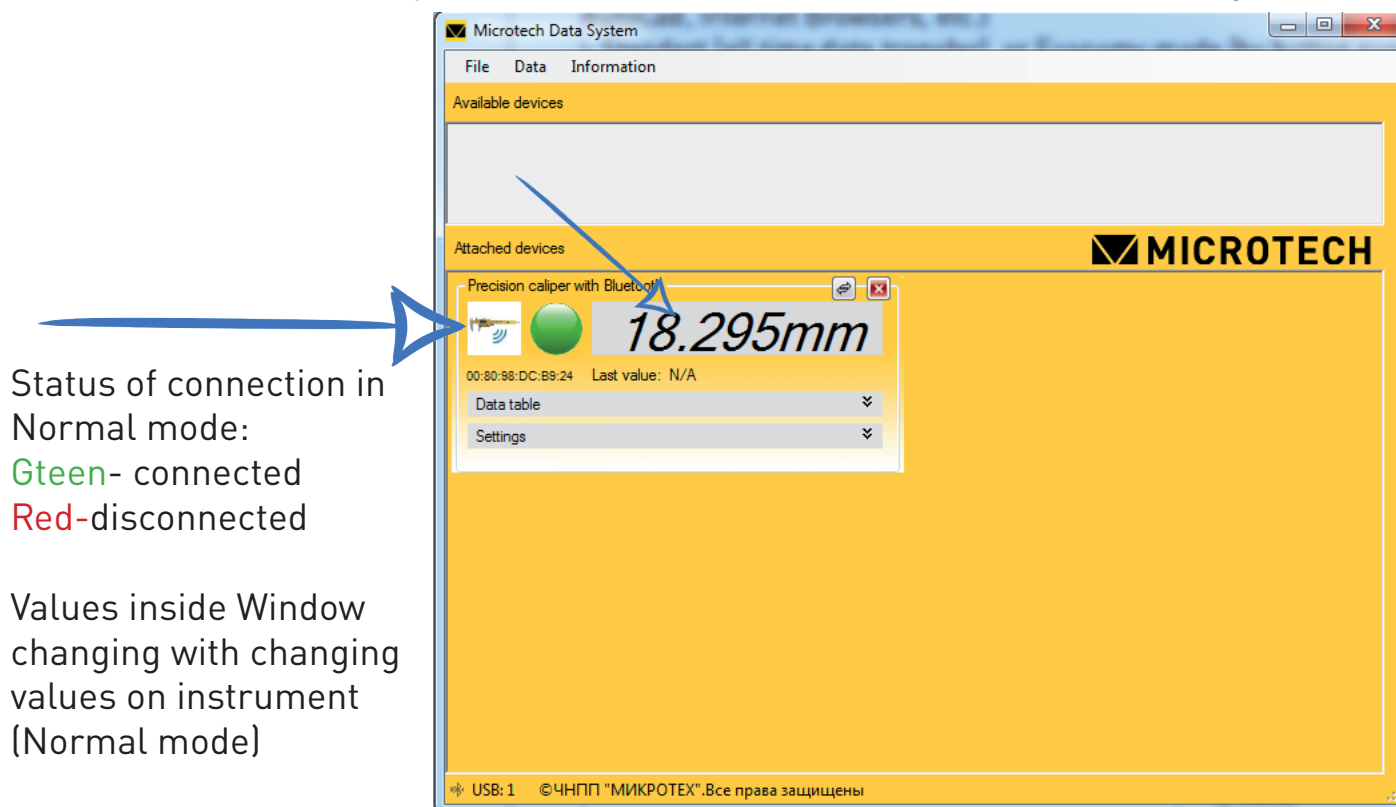 Microtech Data System
File Data Information
Available devices
Attached devices
MICROTECH
Precision caliper with Bluetooth
18.295mm
00:80:98:DC:B9:24 Last value: N/A
Data table
Settings
USB: 1 ©ЧНПП "МИКРОТЕХ".Все права защищены
Status of connection in
Normal mode:
Gteen- connected
Red-disconnected
Values inside Window
changing with changing
values on instrument
(Normal mode)